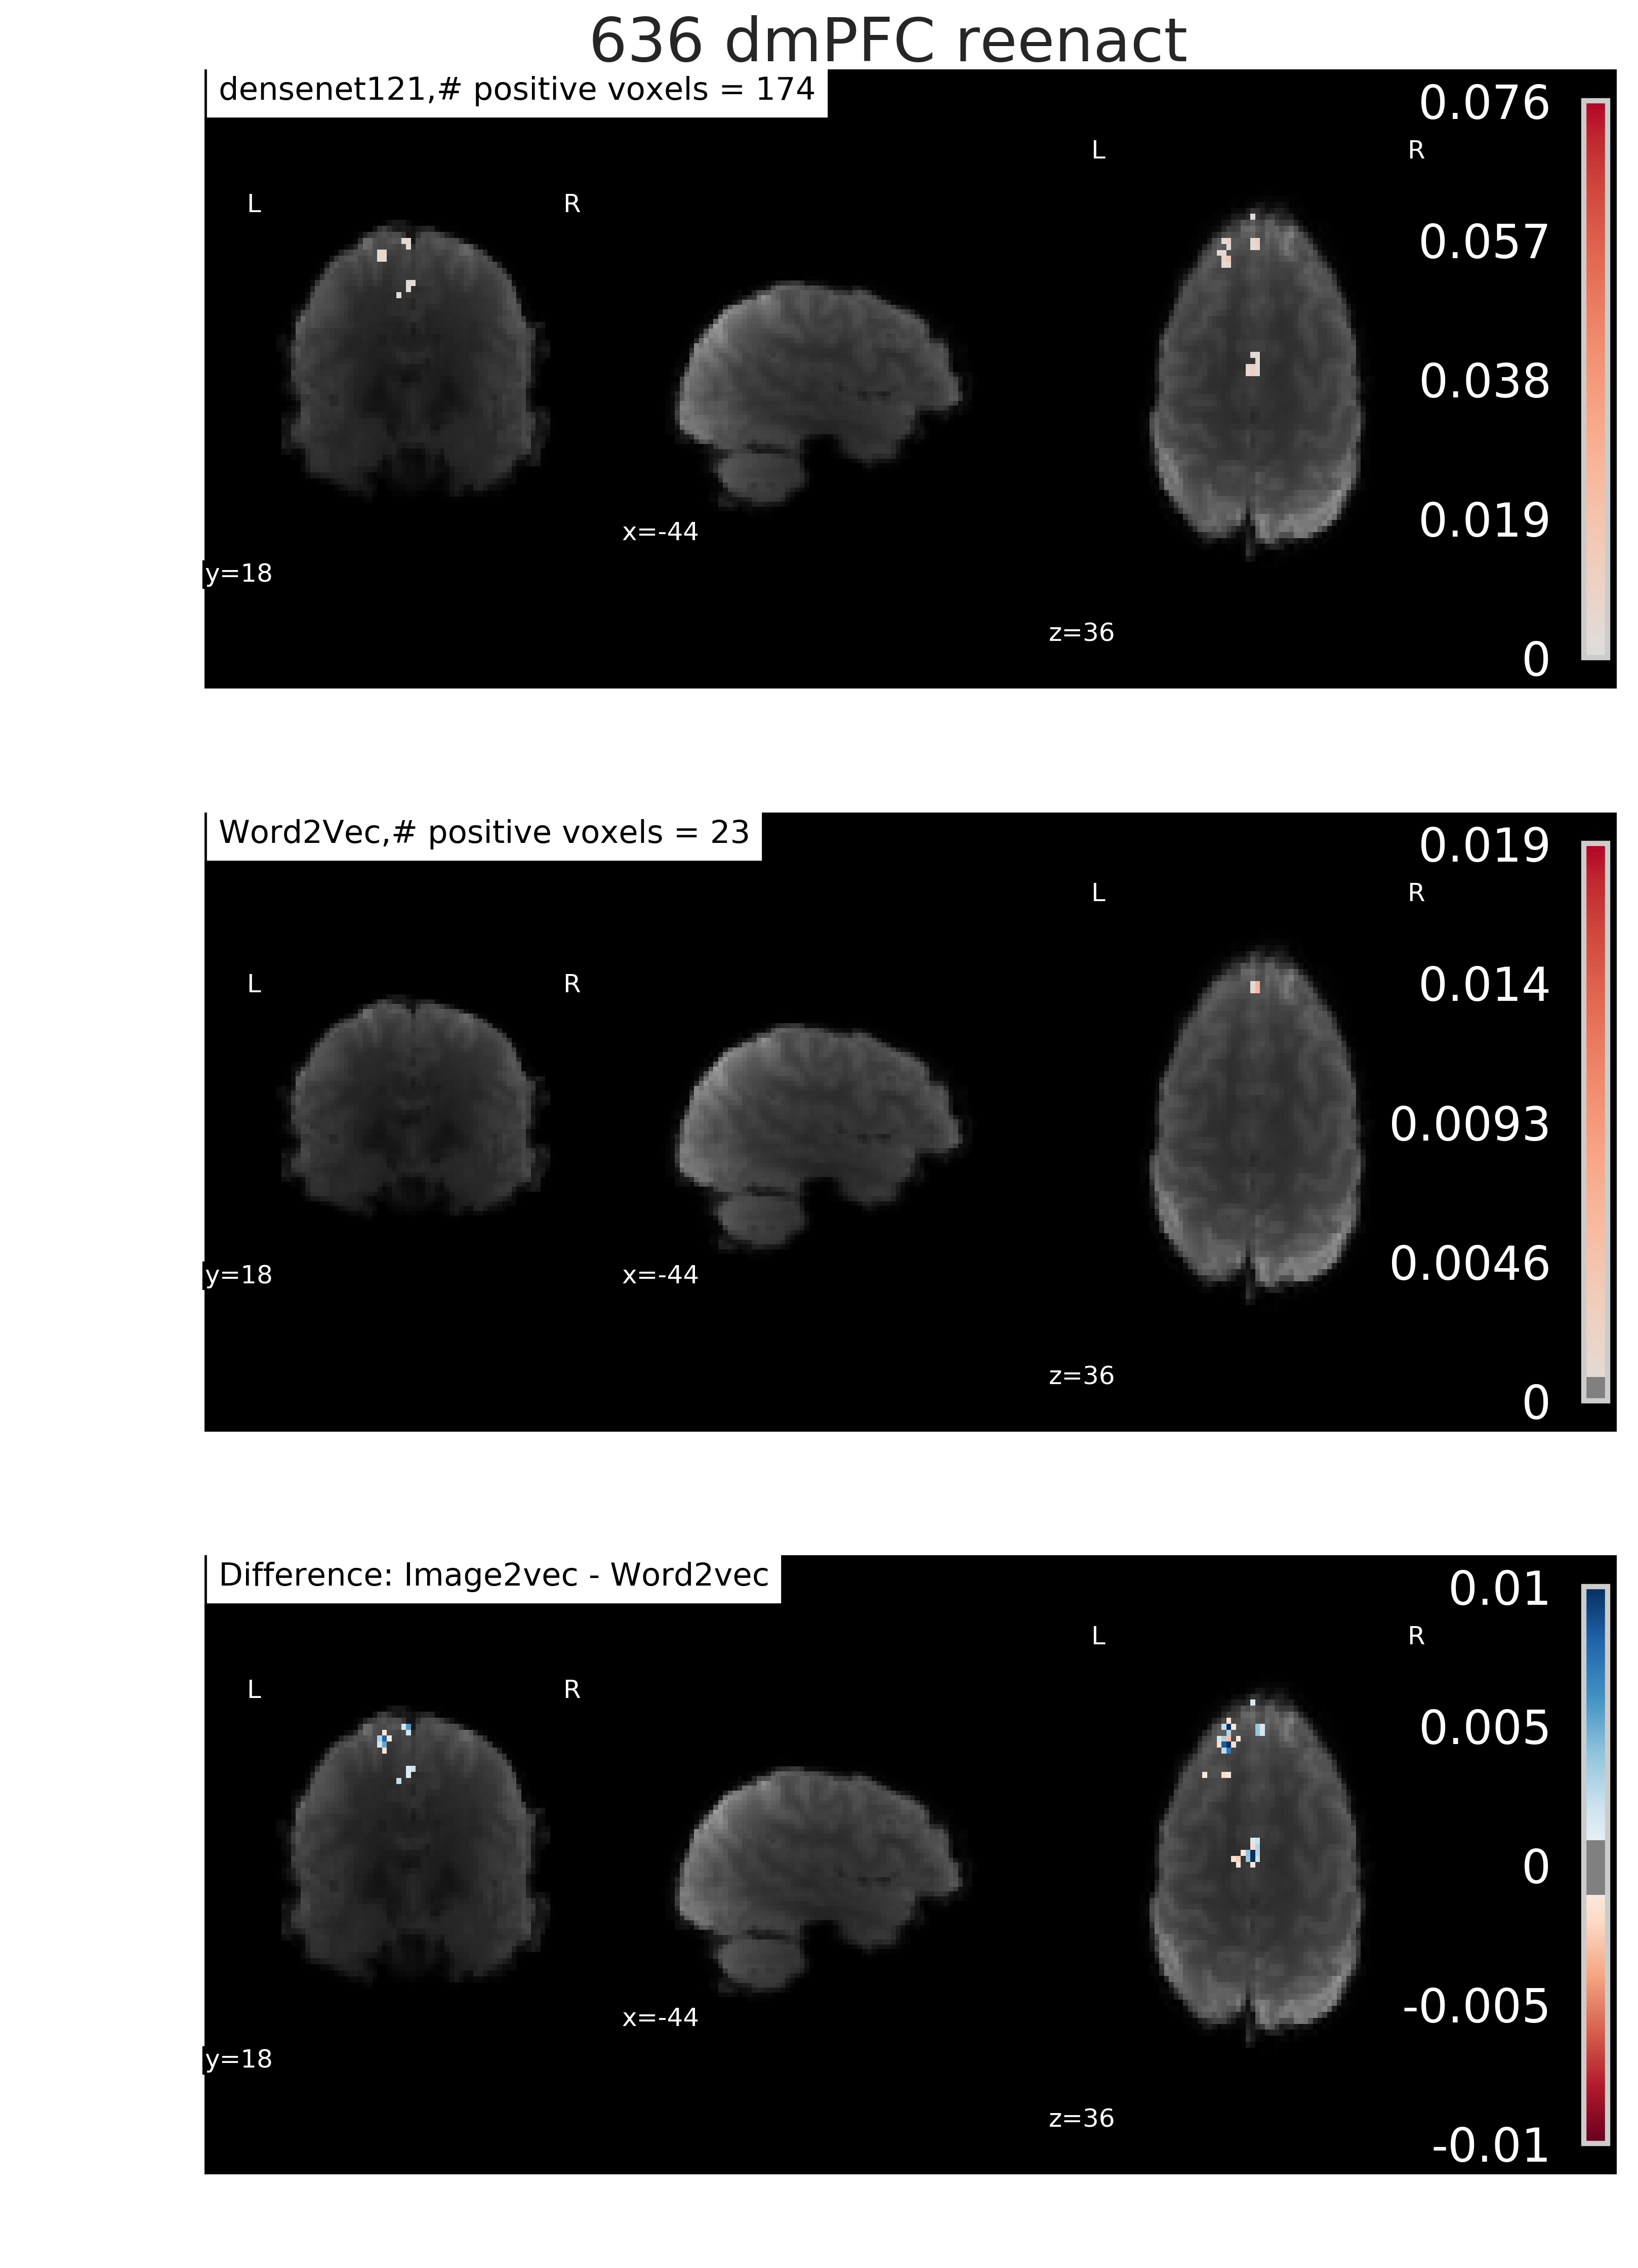 636 dmPFC reenact
densenet121,# positive voxels = 174
0.076
L R
L R
0.057
0.038
0.019
x=-44
y=18
z=36
0
Word2Vec,# positive voxels = 23
0.019
L R
L R
0.014
0.0093
0.0046
y=18
x=-44
z=36
0
Difference: Image2vec - Word2vec
0.01
L R
L R
0.005
0
-0.005
x=-44
y=18
z=36
-0.01